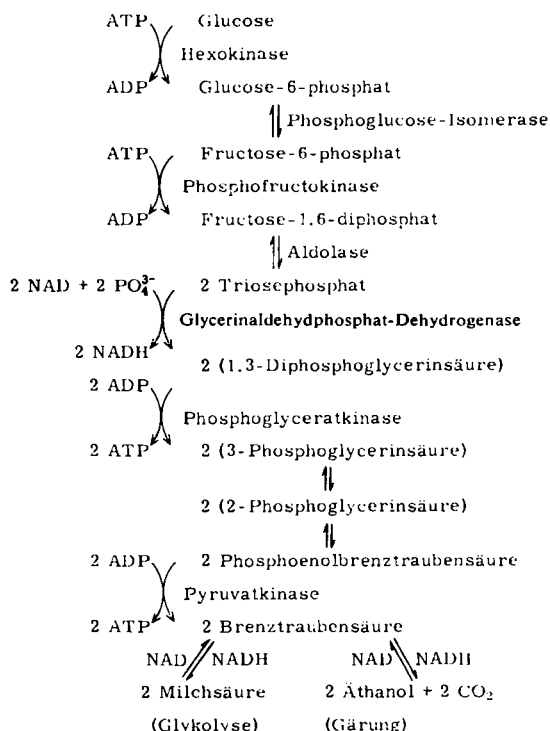 ATP Glucose
Hexokinase
ADP Glucose-6-phosphat
Phosphoglucose-Isomerase
ATP Fructose-6-phosphat
Phosphofructokinase
ADP Fructose-1.6-diphosphat
Aldolase
2 NAD + 2 PO₄³⁻ 2 Triosephosphat
Glycerinaldehydphosphat-Dehydrogenase
2 NADH 2 (1.3-Diphosphoglycerinsäure)
2 ADP
Phosphoglyceratkinase
2 ATP 2 (3-Phosphoglycerinsäure)
2 (2-Phosphoglycerinsäure)
2 ADP 2 Phosphoenolbrenztraubensäure
Pyruvatkinase
2 ATP 2 Brenztraubensäure
NAD NADH NAD NADH
2 Milchsäure 2 Äthanol + 2 CO₂
(Glykolyse) (Gärung)